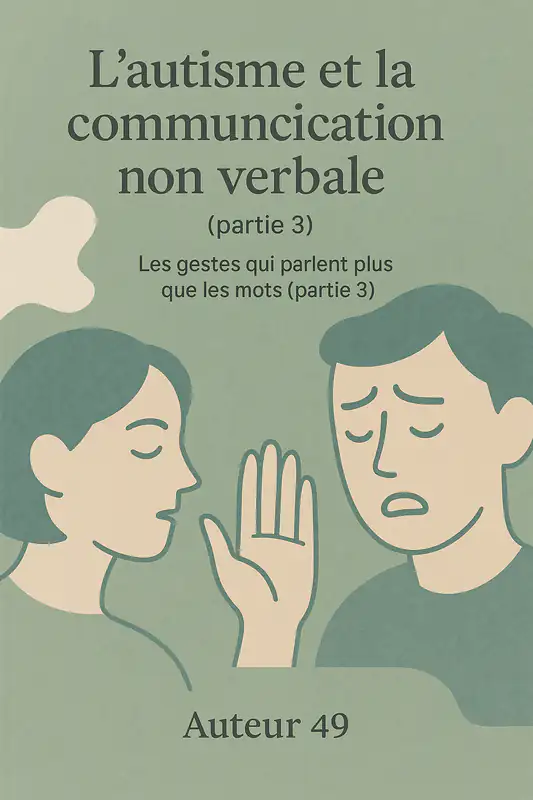 L’autisme et la
communcication
non verbale
(partie 3)
Les gestes qui parlent plus
que les mots (partie 3)
Auteur 49